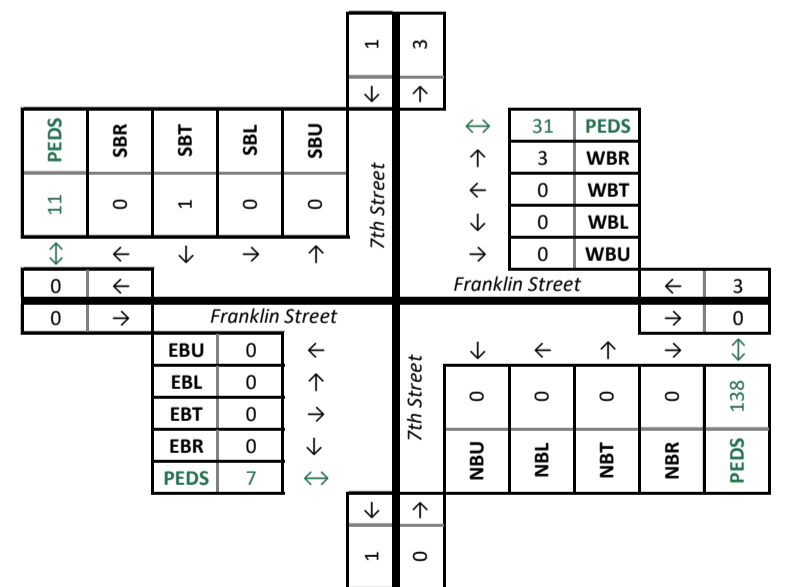 1 3
↓ ↑
PEDS SBR SBT SBL SBU
11 0 1 0 0
↕ ← ↓ → ↑
7th Street
↔ 31 PEDS
↑ 3 WBR
← 0 WBT
↓ 0 WBL
→ 0 WBU
0 ←
Franklin Street
← 3
0 →
Franklin Street
→ 0
EBU 0 ←
EBL 0 ↑
EBT 0 →
EBR 0 ↓
PEDS 7 ↔
7th Street
↓ ← ↑ → ↕
0 0 0 0 138
NBU NBL NBT NBR PEDS
↓ ↑
1 0